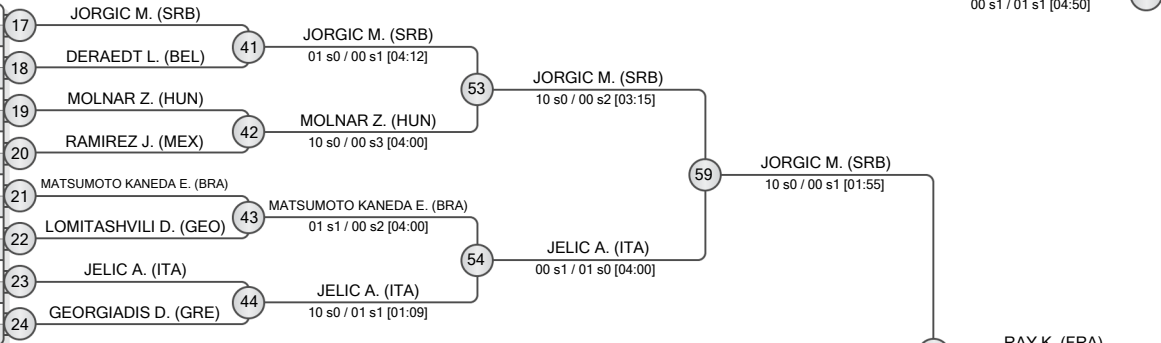 00 s1 / 01 s1 [04:50]
17
JORGIC M. (SRB)
18
DERAEDT L. (BEL)
41
JORGIC M. (SRB)
01 s0 / 00 s1 [04:12]
19
MOLNAR Z. (HUN)
20
RAMIREZ J. (MEX)
42
MOLNAR Z. (HUN)
10 s0 / 00 s3 [04:00]
53
JORGIC M. (SRB)
10 s0 / 00 s2 [03:15]
21
MATSUMOTO KANEDA E. (BRA)
22
LOMITASHVILI D. (GEO)
43
MATSUMOTO KANEDA E. (BRA)
01 s1 / 00 s2 [04:00]
23
JELIC A. (ITA)
24
GEORGIADIS D. (GRE)
44
JELIC A. (ITA)
10 s0 / 01 s1 [01:09]
54
JELIC A. (ITA)
00 s1 / 01 s0 [04:00]
59
JORGIC M. (SRB)
10 s0 / 00 s1 [01:55]
RAY K. (FRA)